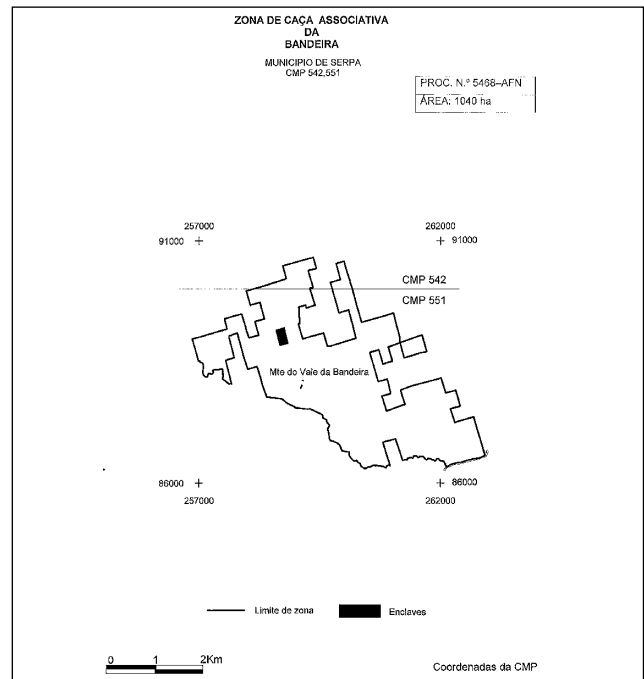 ZONA DE CAÇA ASSOCIATIVA
DA
BANDEIRA
MUNICIPIO DE SERPA
CMP 542,551
PROC. N.º 5468-AFN
ÁREA: 1040 ha
257000
262000
91000
91000
CMP 542
CMP 551
Mte do Vale da Bandeira
86000
86000
257000
262000
Limite de zona
Enclaves
0 1 2Km
Coordenadas da CMP